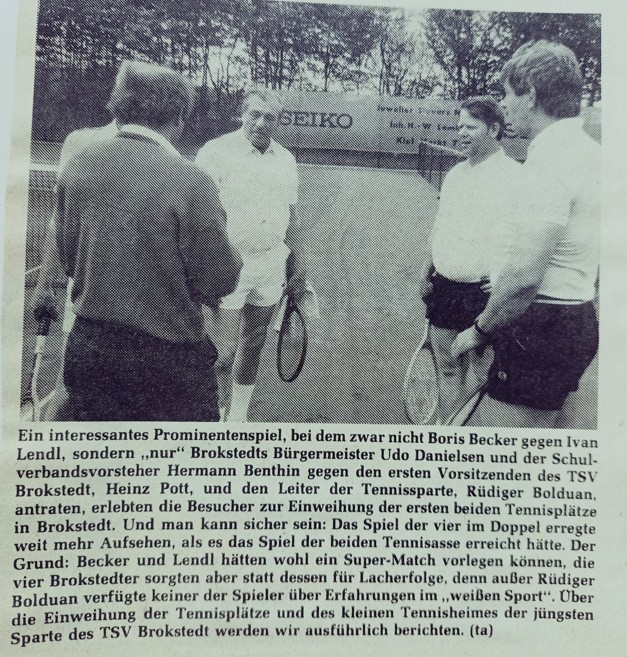 SEIKO
Juwelier Sievers
Inh. H.-W.
Kiel
Ein interessantes Prominentenspiel, bei dem zwar nicht Boris Becker gegen Ivan
Lendl, sondern „nur" Brokstedts Bürgermeister Udo Danielsen und der Schul-
verbandsvorsteher Hermann Benthin gegen den ersten Vorsitzenden des TSV
Brokstedt, Heinz Pott, und den Leiter der Tennissparte, Rüdiger Bolduan,
antraten, erlebten die Besucher zur Einweihung der ersten beiden Tennisplätze
in Brokstedt. Und man kann sicher sein: Das Spiel der vier im Doppel erregte
weit mehr Aufsehen, als es das Spiel der beiden Tennisasse erreicht hätte. Der
Grund: Becker und Lendl hätten wohl ein Super-Match vorlegen können, die
vier Brokstedter sorgten aber statt dessen für Lacherfolge, denn außer Rüdiger
Bolduan verfügte keiner der Spieler über Erfahrungen im „weißen Sport". Über
die Einweihung der Tennisplätze und des kleinen Tennisheimes der jüngsten
Sparte des TSV Brokstedt werden wir ausführlich berichten. (ta)